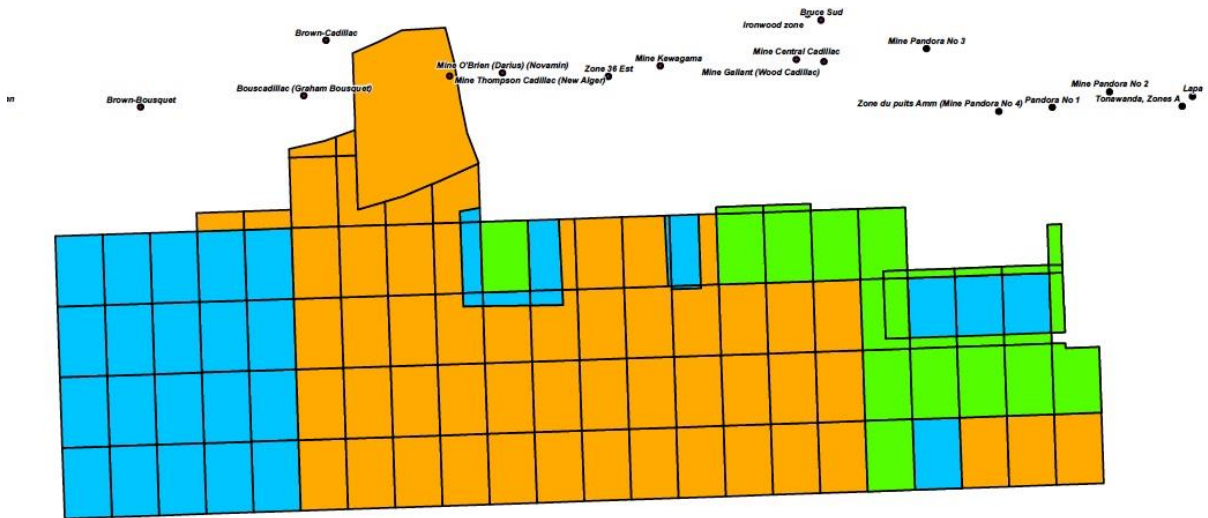 Bruce Sud
Ironwood zone
Brown-Cadillac
Mine Pandora No 3
Mine Central Cadillac
Mine Kewagama
Mine O'Brien (Darius) (Novamin)
Zone 36 Est
Mine Gallant (Wood Cadillac)
Mine Thompson Cadillac (New Alger)
Bouscadillac (Graham Bousquet)
Mine Pandora No 2
Lapa
an
Brown-Bousquet
Zone du puits Amm (Mine Pandora No 4)
Pandora No 1
Tonawanda, Zones A